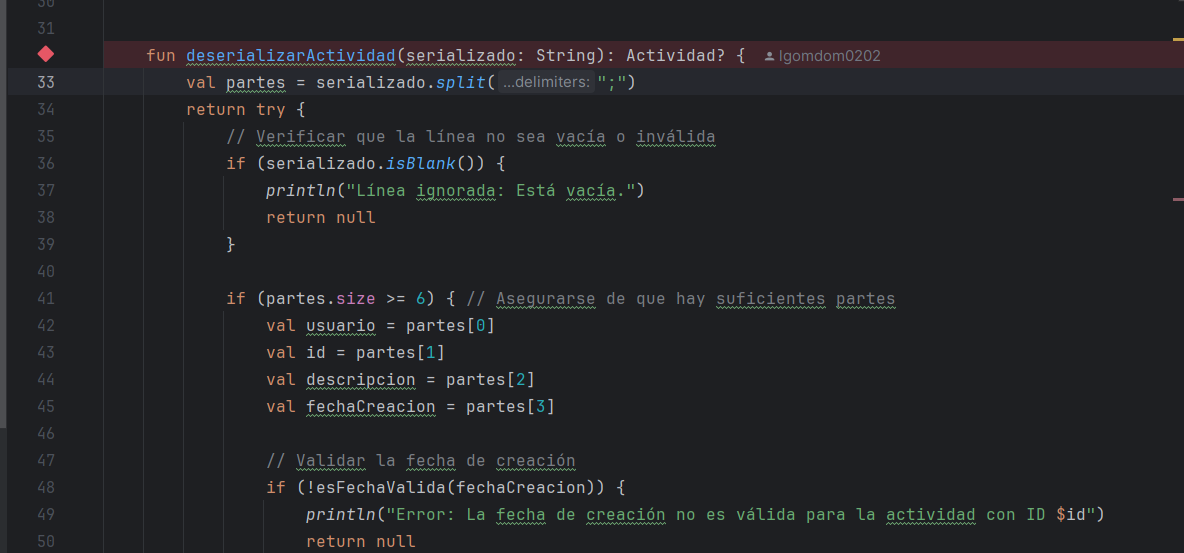 30
31
fun deserializarActividad(serializado: String): Actividad? { lgomdom0202
33 val partes = serializado.split( ...delimiters: ";")
34 return try {
35 // Verificar que la línea no sea vacía o inválida
36 if (serializado.isBlank()) {
37 println("Línea ignorada: Está vacía.")
38 return null
39 }
40
41 if (partes.size >= 6) { // Asegurarse de que hay suficientes partes
42 val usuario = partes[0]
43 val id = partes[1]
44 val descripcion = partes[2]
45 val fechaCreacion = partes[3]
46
47 // Validar la fecha de creación
48 if (!esFechaValida(fechaCreacion)) {
49 println("Error: La fecha de creación no es válida para la actividad con ID $id")
50 return null